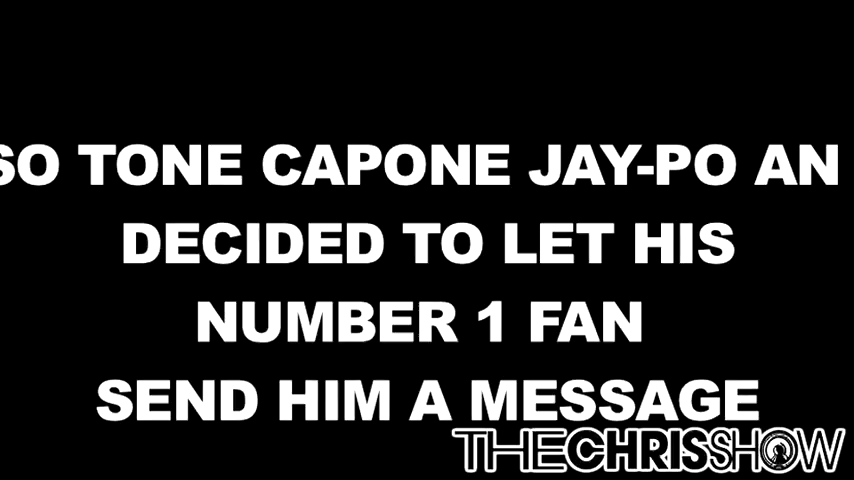 SO TONE CAPONE JAY-PO AN
DECIDED TO LET HIS
NUMBER 1 FAN
SEND HIM A MESSAGE
THECHRISSHOW